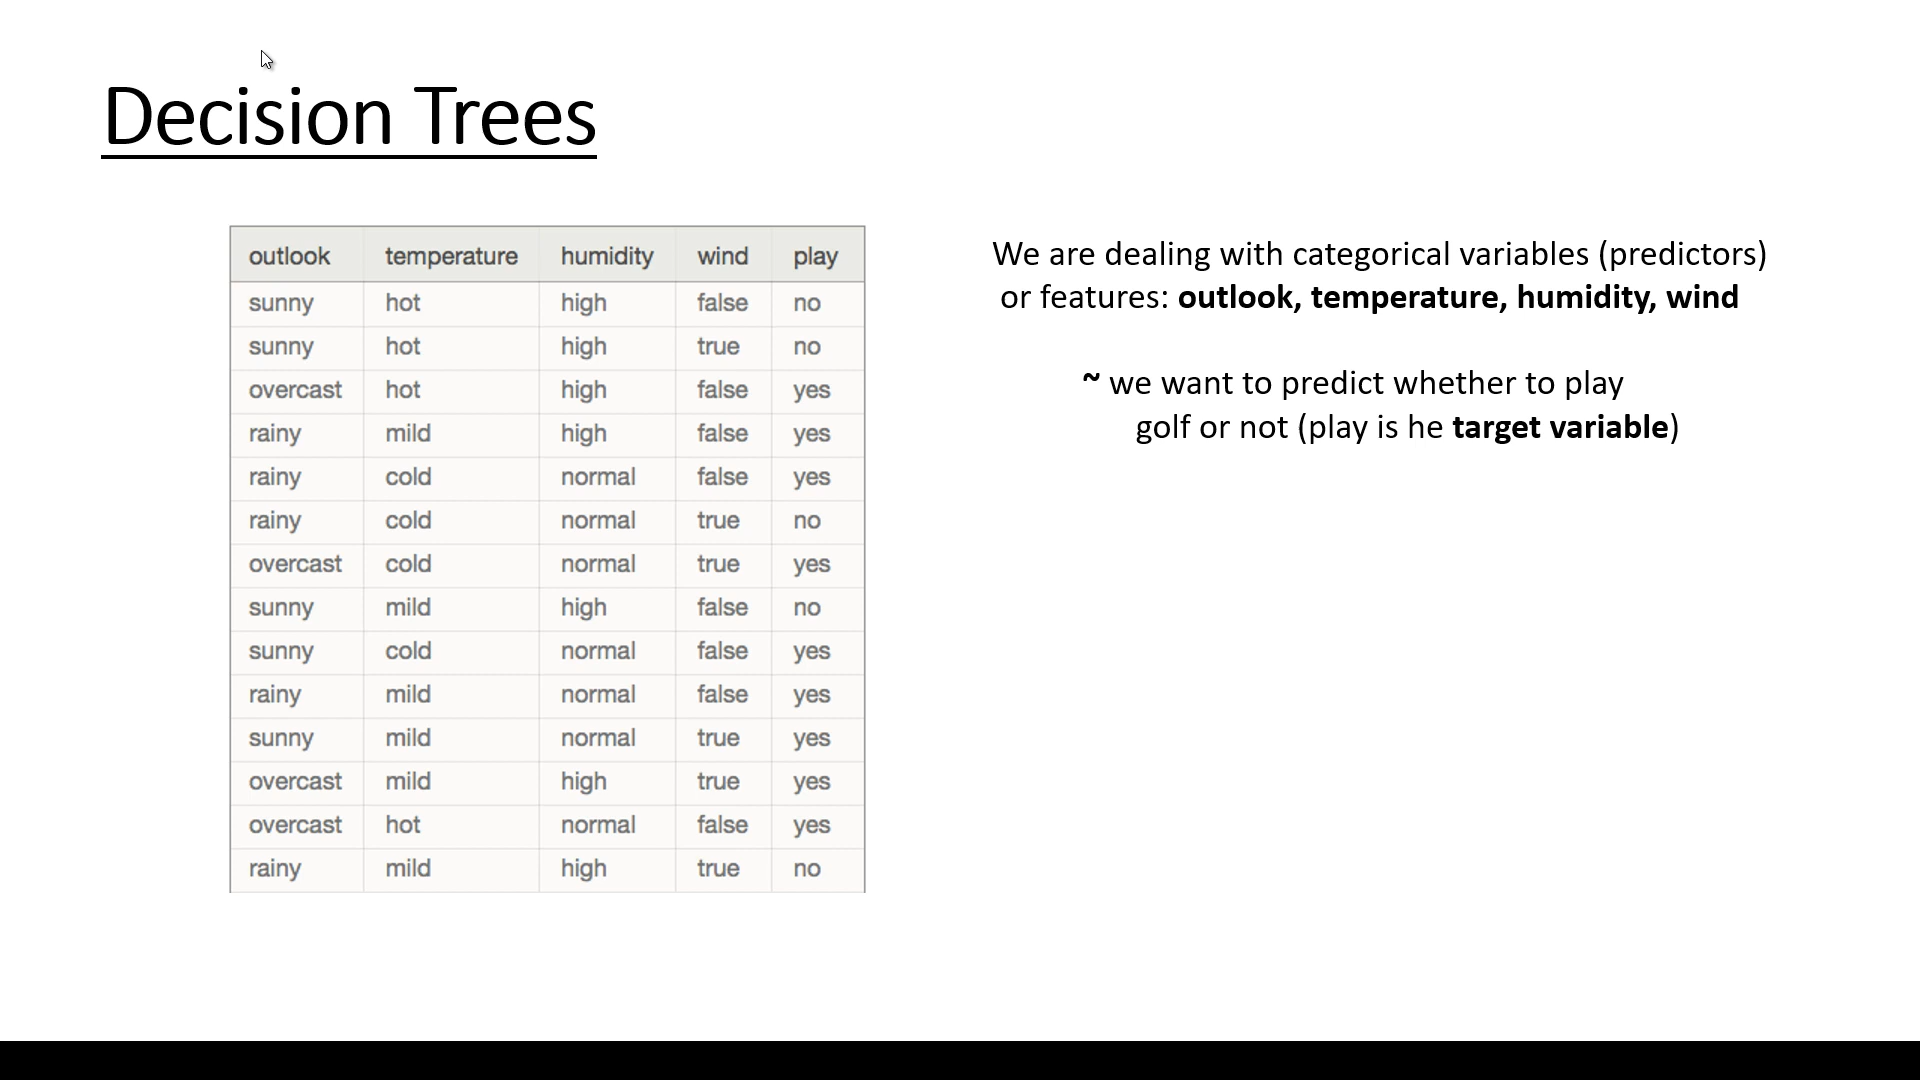 Decision Trees
outlook temperature humidity wind play
sunny hot high false no
sunny hot high true no
overcast hot high false yes
rainy mild high false yes
rainy cold normal false yes
rainy cold normal true no
overcast cold normal true yes
sunny mild high false no
sunny cold normal false yes
rainy mild normal false yes
sunny mild normal true yes
overcast mild high true yes
overcast hot normal false yes
rainy mild high true no
We are dealing with categorical variables (predictors)
or features: outlook, temperature, humidity, wind
~ we want to predict whether to play
golf or not (play is he target variable)